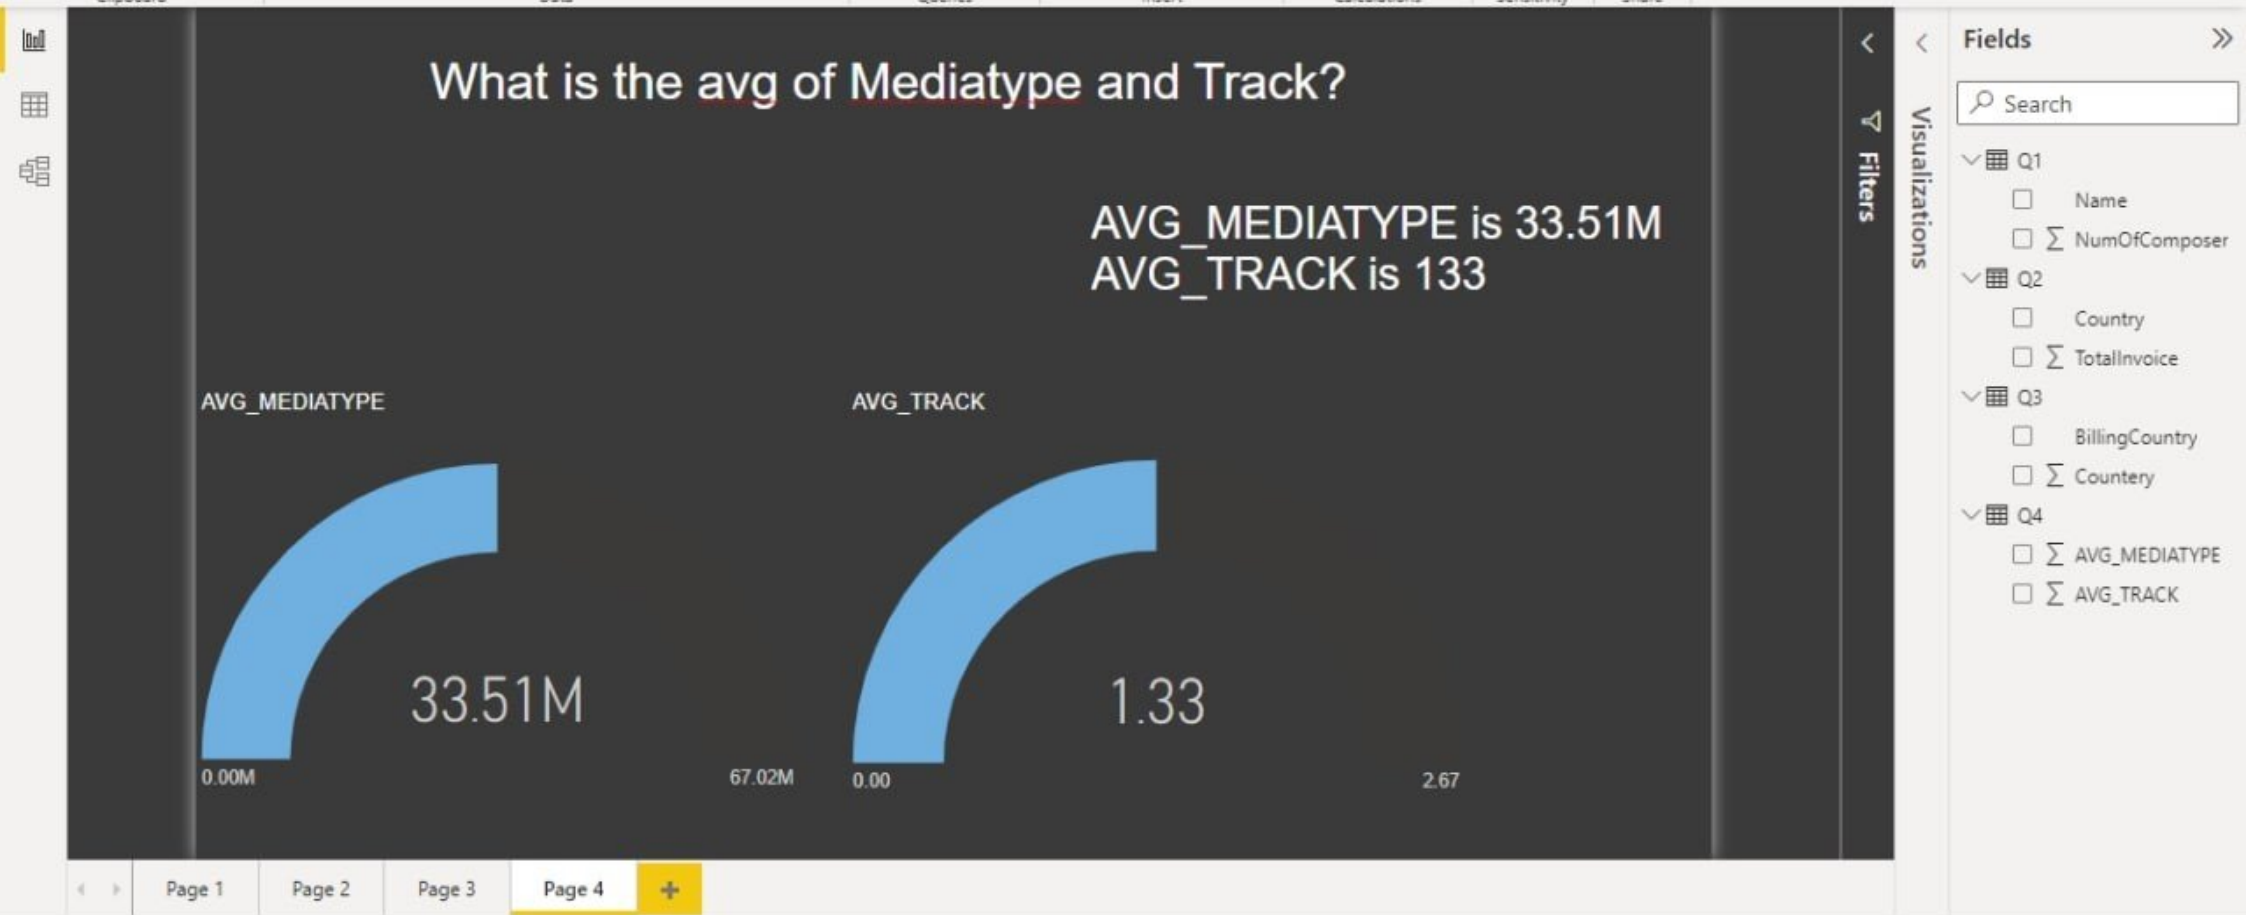 What is the avg of Mediatype and Track?
AVG_MEDIATYPE is 33.51M
AVG_TRACK is 133
AVG_MEDIATYPE
33.51M
0.00M
67.02M
AVG_TRACK
1.33
0.00
2.67
Filters
Visualizations
Fields
Search
Q1
Name
NumOfComposer
Q2
Country
TotalInvoice
Q3
BillingCountry
Countery
Q4
AVG_MEDIATYPE
AVG_TRACK
Page 1
Page 2
Page 3
Page 4